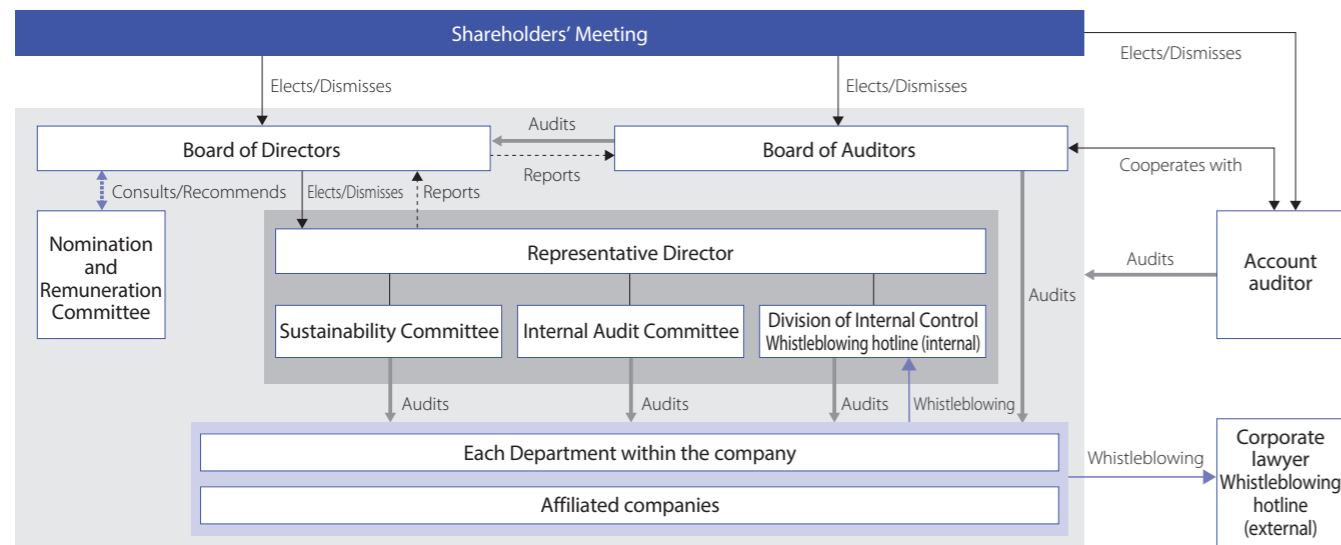 Shareholders' Meeting
Elects/Dismisses
Elects/Dismisses
Elects/Dismisses
Audits
Board of Directors
Board of Auditors
Reports
Cooperates with
Consults/Recommends
Elects/Dismisses
Reports
Nomination
and
Remuneration
Committee
Representative Director
Audits
Account
auditor
Audits
Sustainability Committee
Internal Audit Committee
Division of Internal Control
Whistleblowing hotline (internal)
Audits
Audits
Audits
Whistleblowing
Each Department within the company
Affiliated companies
Whistleblowing
Corporate
lawyer
Whistleblowing
hotline
(external)